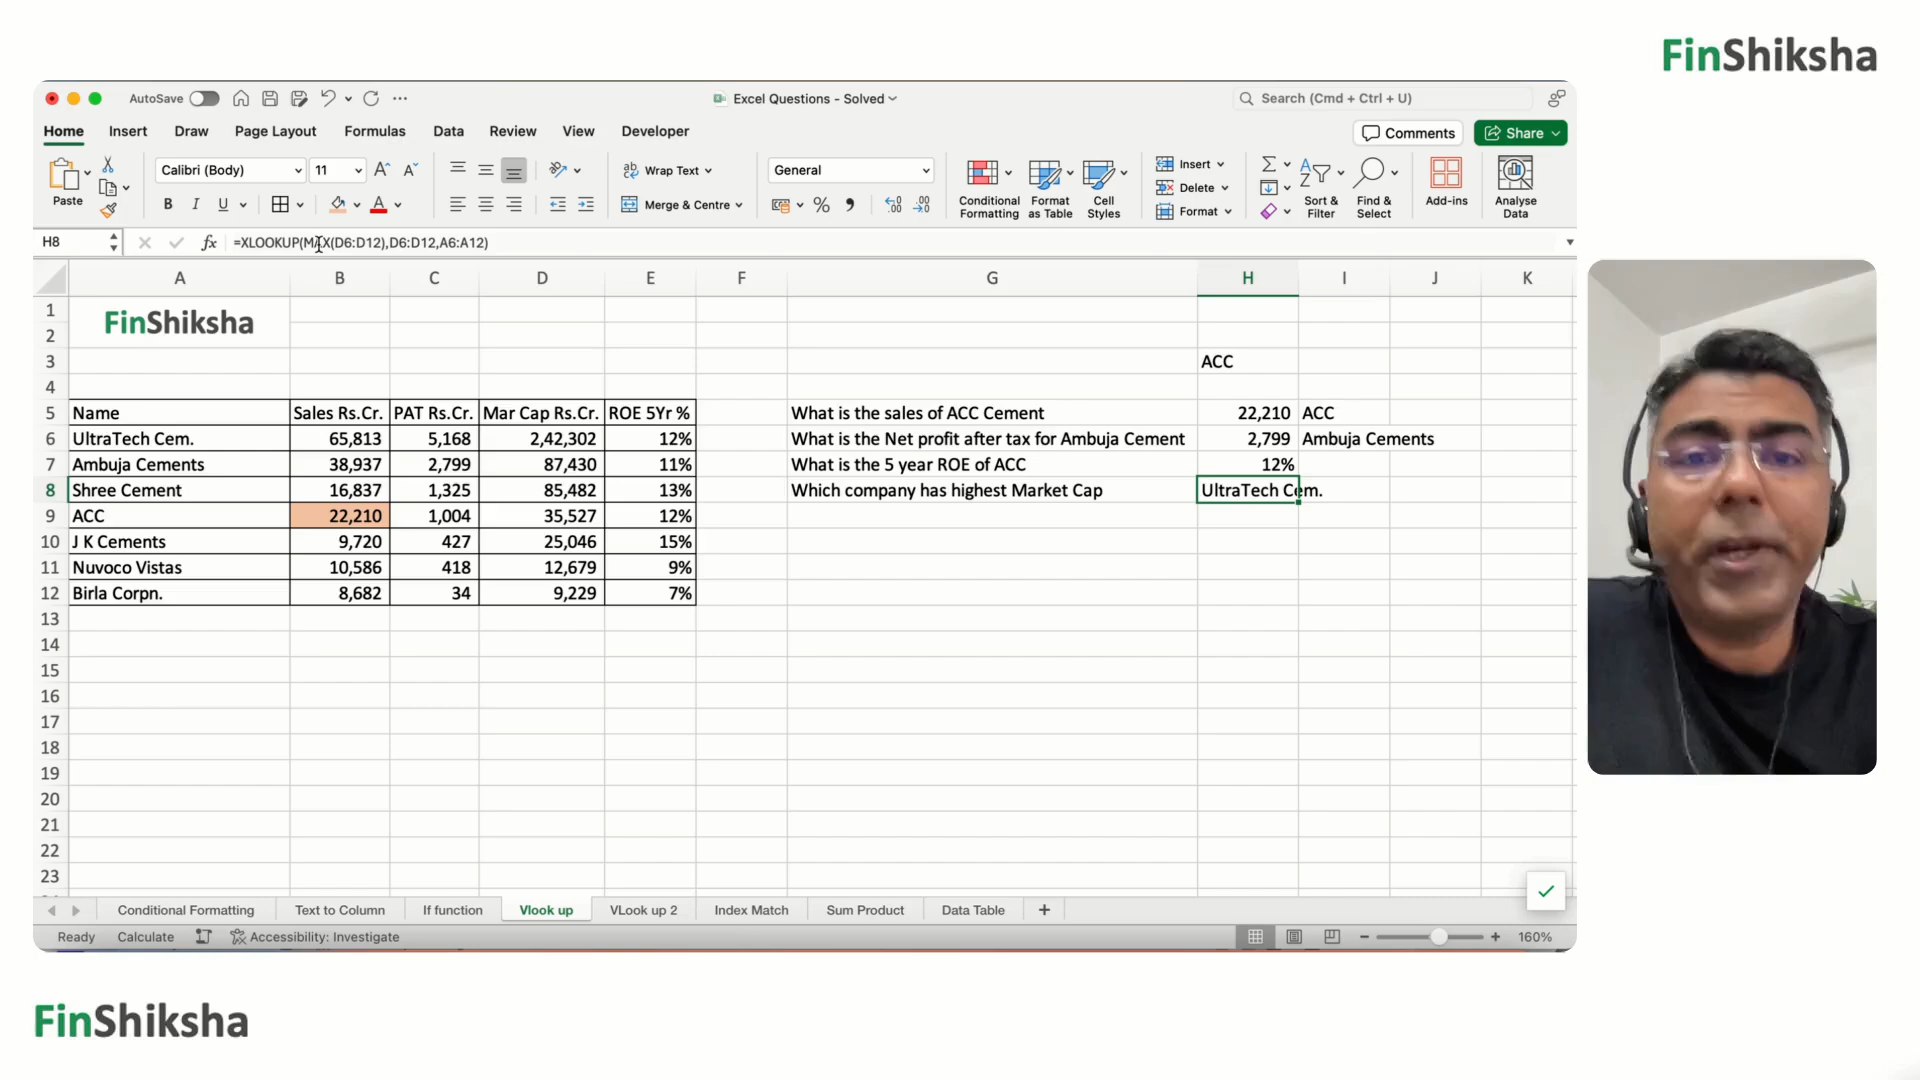 FinShiksha
AutoSave
Excel Questions - Solved
Search (Cmd + Ctrl + U)
Home Insert Draw Page Layout Formulas Data Review View Developer
Comments Share
Paste
Calibri (Body) 11 A A
B I U A
Wrap Text
Merge & Centre
General
% 9
Conditional Formatting
Format as Table
Cell Styles
Insert
Delete
Format
Sort & Filter
Find & Select
Add-ins
Analyse Data
H8 fx =XLOOKUP(MAX(D6:D12),D6:D12,A6:A12)
A B C D E F G H I J K
1
FinShiksha
2
3 ACC
4
5 Name Sales Rs.Cr. PAT Rs.Cr. Mar Cap Rs.Cr. ROE 5Yr % What is the sales of ACC Cement 22,210 ACC
6 UltraTech Cem. 65,813 5,168 2,42,302 12% What is the Net profit after tax for Ambuja Cement 2,799 Ambuja Cements
7 Ambuja Cements 38,937 2,799 87,430 11% What is the 5 year ROE of ACC 12%
8 Shree Cement 16,837 1,325 85,482 13% Which company has highest Market Cap UltraTech Cem.
9 ACC 22,210 1,004 35,527 12%
10 J K Cements 9,720 427 25,046 15%
11 Nuvoco Vistas 10,586 418 12,679 9%
12 Birla Corpn. 8,682 34 9,229 7%
13
14
15
16
17
18
19
20
21
22
23
Conditional Formatting Text to Column If function Vlook up VLook up 2 Index Match Sum Product Data Table +
Ready Calculate Accessibility: Investigate 160%
FinShiksha